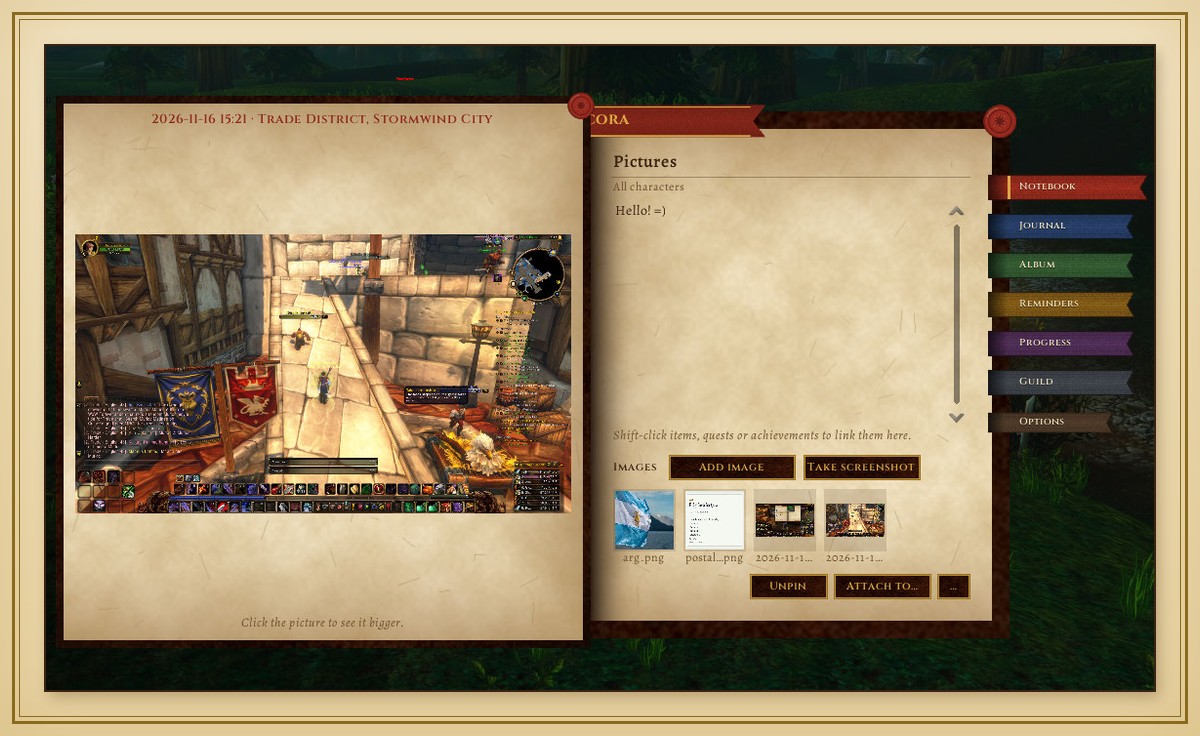 2026-11-16 15:21 · Trade District, Stormwind City
Click the picture to see it bigger.
CORA
Pictures
All characters
Hello! =)
Shift-click items, quests or achievements to link them here.
Images
Add image
Take screenshot
arg.png
postal...png
2026-11-1...
2026-11-1...
Unpin
Attach to...
...
Notebook
Journal
Album
Reminders
Progress
Guild
Options